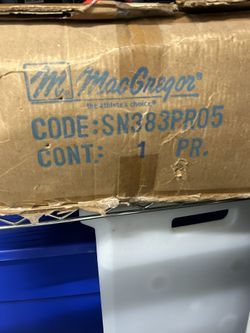 M MacGregor®
the athlete's choice®
CODE:SN383PR05
CONT.: 1 PR.